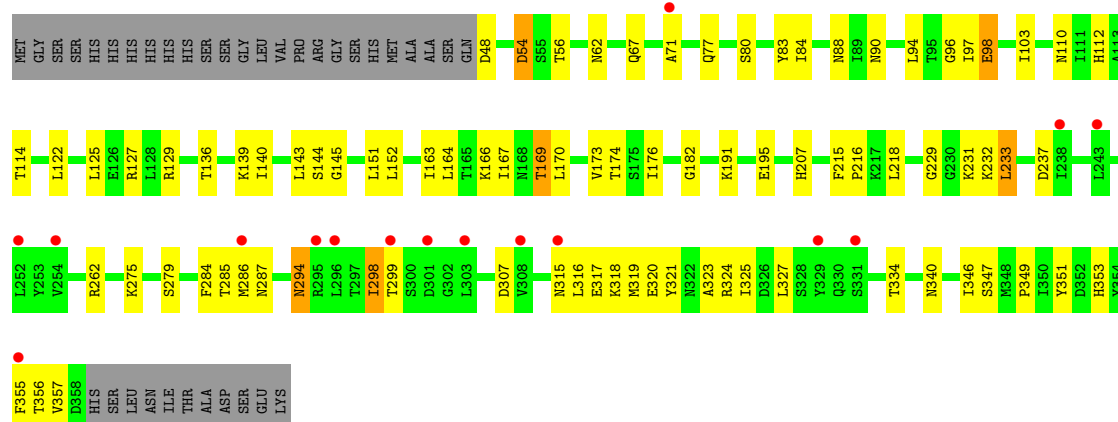 MET GLY SER SER HIS HIS HIS HIS HIS HIS SER SER GLY LEU VAL PRO ARG GLY SER HIS MET ALA ALA SER GLN D48 D54 S55 T56 N62 Q67 A71 Q77 S80 Y83 I84 N88 I89 N90 L94 T95 G96 I97 E98 I103 N110 I111 H112 A113
T114 L122 L125 E126 R127 L128 R129 T136 K139 I140 L143 S144 G145 L151 L152 I163 L164 T165 K166 I167 N168 T169 L170 V173 T174 S175 I176 G182 K191 E195 H207 F215 P216 K217 L218 G229 G230 K231 K232 L233 D237 I238 L243
L252 Y253 V254 R262 K275 S279 F284 T285 M286 N287 N294 R295 L296 T297 I298 T299 S300 D301 G302 L303 D307 V308 N315 L316 E317 K318 M319 E320 Y321 N322 A323 R324 I325 D326 L327 S328 Y329 Q330 S331 T334 N340 I346 S347 M348 P349 I350 Y351 D352 H353 Y354
F355 T356 V357 D358 HIS SER LEU ASN ILE THR ALA ASP SER GLU LYS